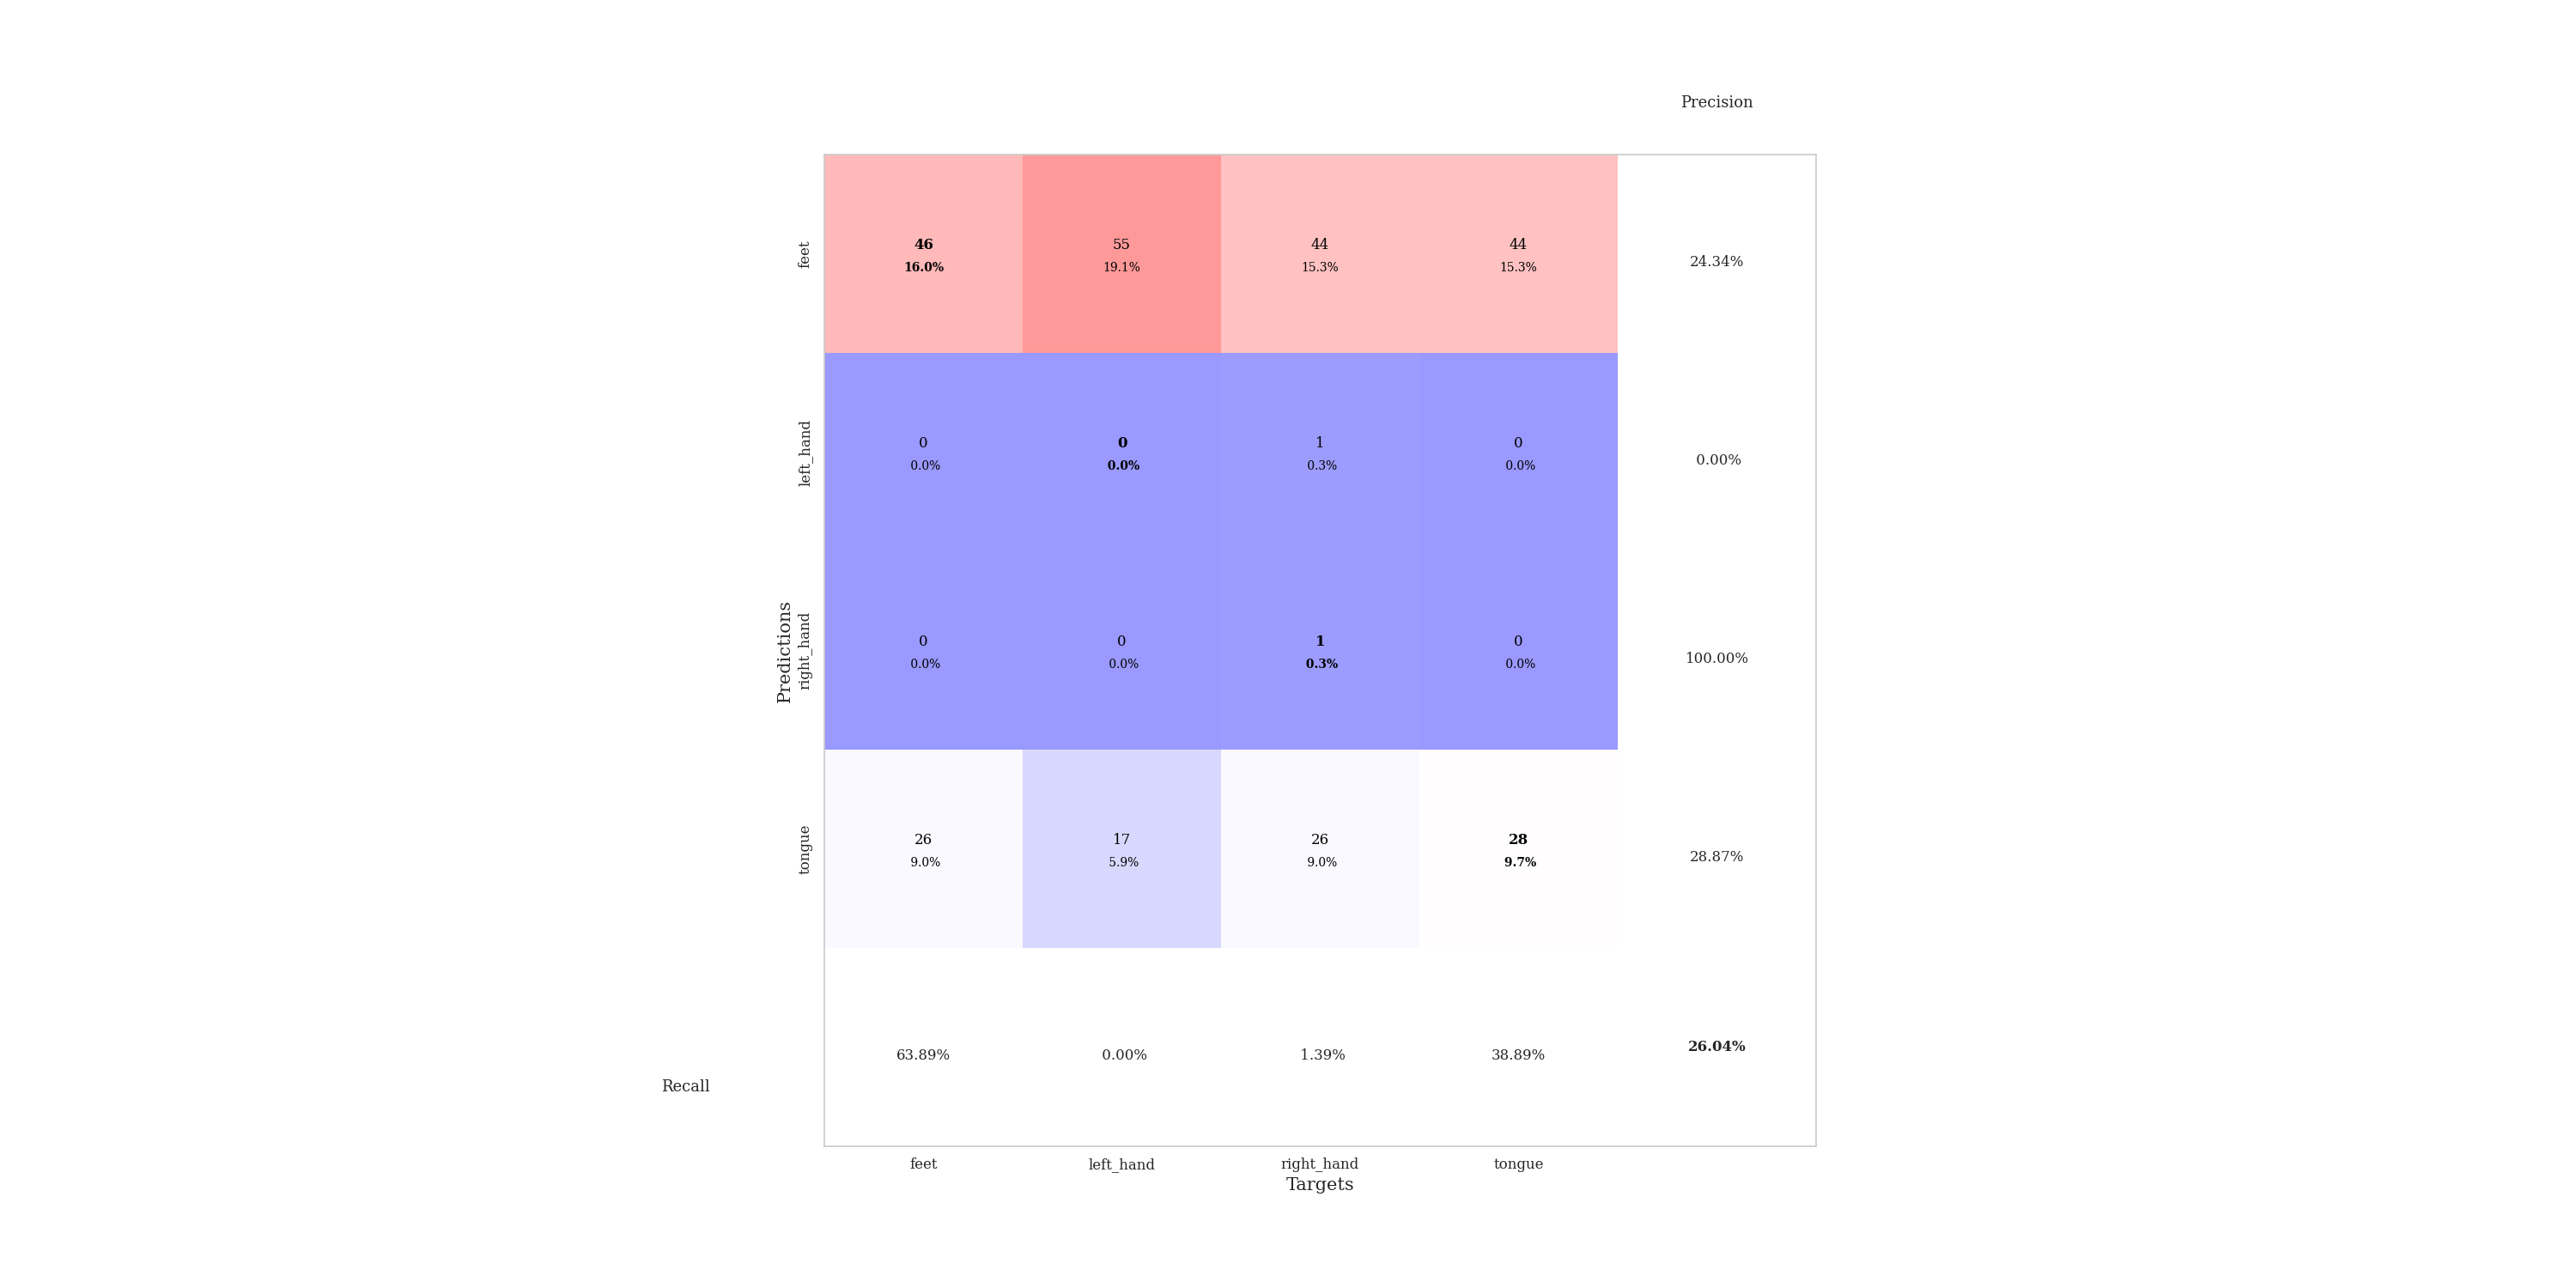 Precision
feet
46 55 44 44
16.0% 19.1% 15.3% 15.3%
24.34%
left_hand
0 0 1 0
0.0% 0.0% 0.3% 0.0%
0.00%
Predictions
right_hand
0 0 1 0
0.0% 0.0% 0.3% 0.0%
100.00%
tongue
26 17 26 28
9.0% 5.9% 9.0% 9.7%
28.87%
63.89% 0.00% 1.39% 38.89% 26.04%
Recall
feet left_hand right_hand tongue
Targets